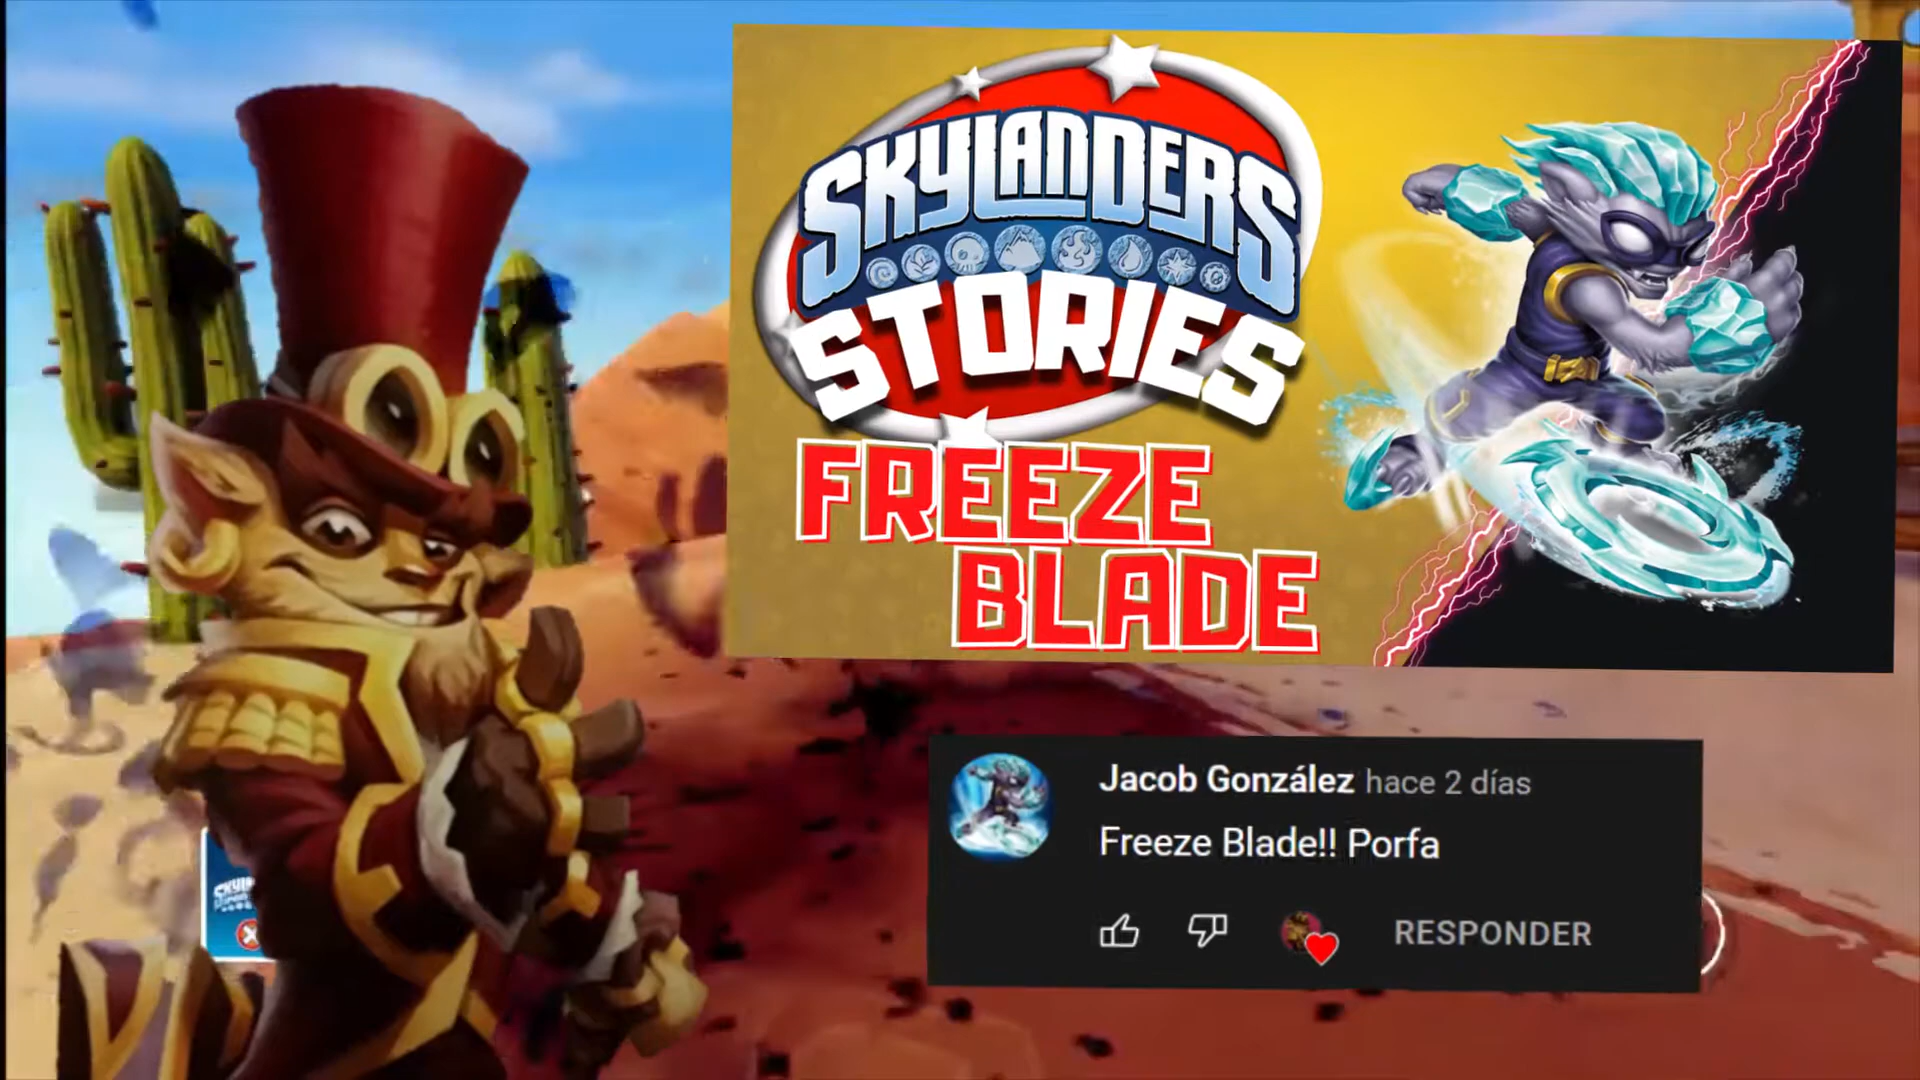 SKYLANDERS
STORIES
FREEZE
BLADE
Jacob González hace 2 días
Freeze Blade!! Porfa
RESPONDER